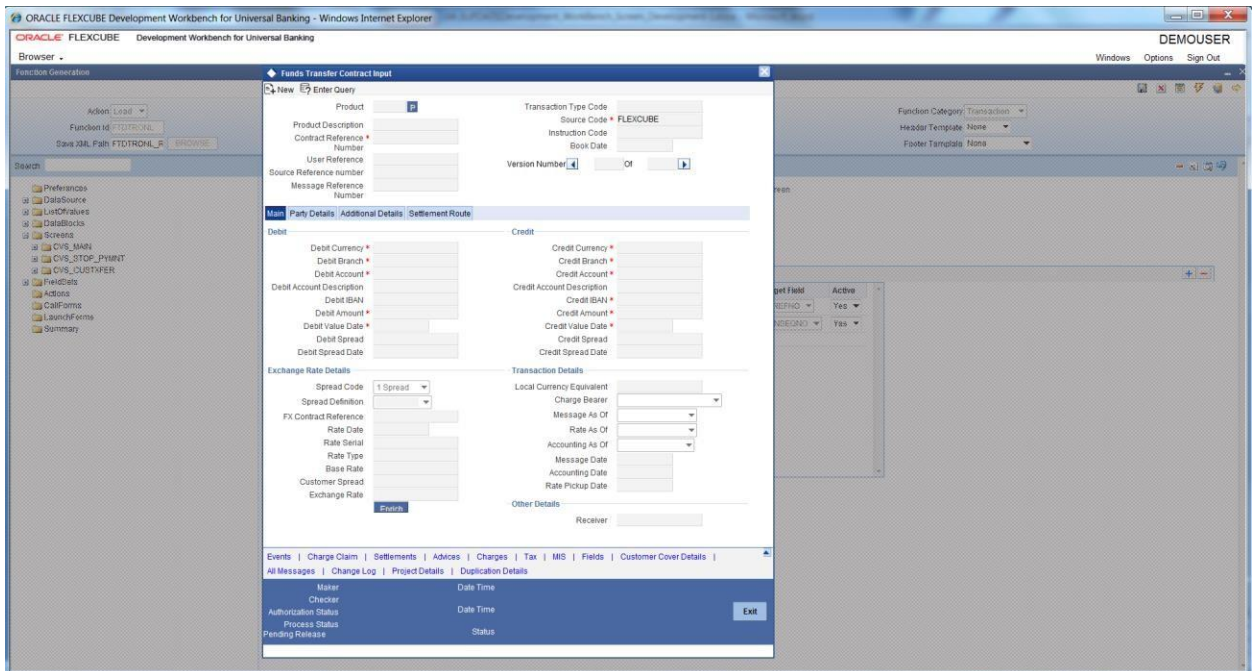 ORACLE FLEXCUBE Development Workbench for Universal Banking - Windows Internet Explorer
ORACLE FLEXCUBE Development Workbench for Universal Banking
DEMOUSER
Browser
Windows Options Sign Out
Function Generation
Funds Transfer Contract Input
New Enter Query
Action Load
Function Category Transaction
Function Id FTDTRONL
Header Template None
Save XML Path FTDTRONL_R BROWSE
Footer Template None
Search
Product P
Transaction Type Code
Product Description
Source Code * FLEXCUBE
Contract Reference * Number
Instruction Code
Book Date
User Reference
Version Number Of
Source Reference number
Message Reference Number
reen
Preferences
DataSource
ListOfValues
DataBlocks
Screens
CVS_MAIN
CVS_STOP_PYMNT
CVS_CUSTXFER
FieldSets
Actions
CallForms
LaunchForms
Summary
Main Party Details Additional Details Settlement Route
Debit
Debit Currency *
Debit Branch *
Debit Account *
Debit Account Description
Debit IBAN
Debit Amount *
Debit Value Date *
Debit Spread
Debit Spread Date
Credit
Credit Currency *
Credit Branch *
Credit Account *
Credit Account Description
Credit IBAN *
Credit Amount *
Credit Value Date *
Credit Spread
Credit Spread Date
get Field Active
REFNO Yes
Yes
Exchange Rate Details
Spread Code 1 Spread
Spread Definition
FX Contract Reference
Rate Date
Rate Serial
Rate Type
Base Rate
Customer Spread
Exchange Rate
Enrich
Transaction Details
Local Currency Equivalent
Charge Bearer
Message As Of
Rate As Of
Accounting As Of
Message Date
Accounting Date
Rate Pickup Date
Other Details
Receiver
Events | Charge Claim | Settlements | Advices | Charges | Tax | MIS | Fields | Customer Cover Details |
All Messages | Change Log | Project Details | Duplication Details
Maker Date Time
Checker
Authorization Status Date Time
Exit
Process Status
Pending Release Status